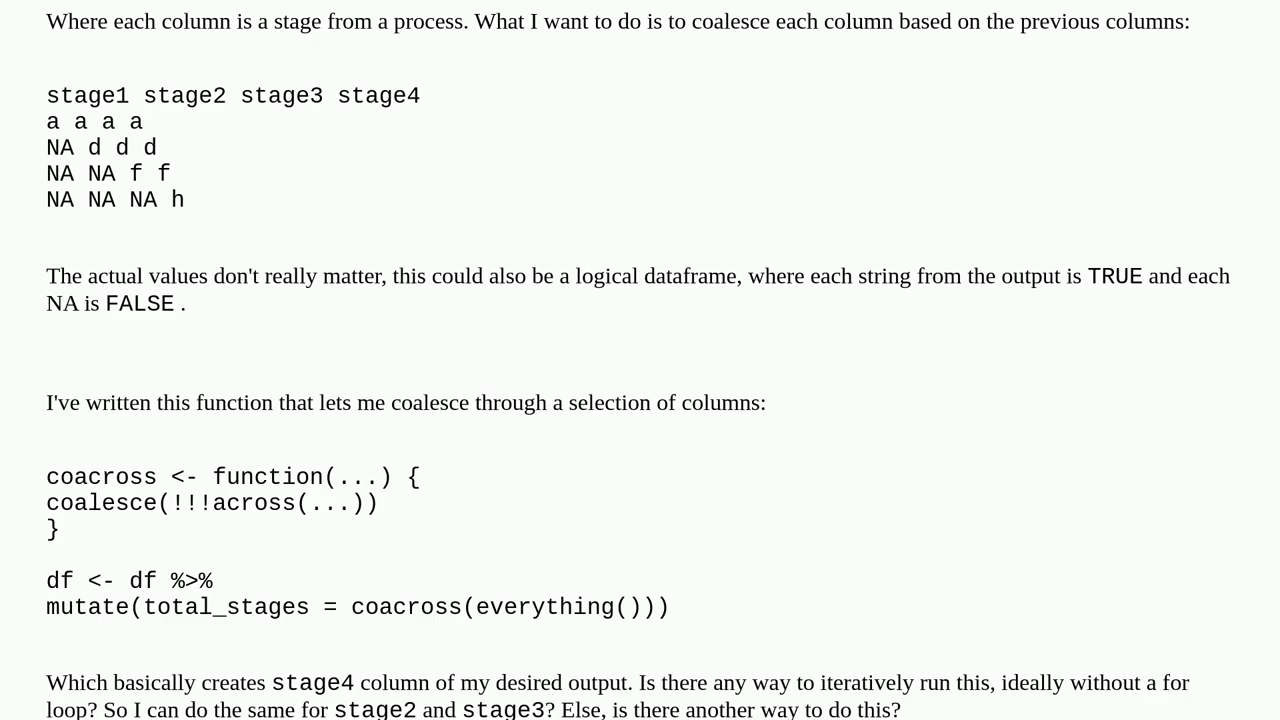 Where each column is a stage from a process. What I want to do is to coalesce each column based on the previous columns:
stage1 stage2 stage3 stage4
a a a a
NA d d d
NA NA f f
NA NA NA h
The actual values don't really matter, this could also be a logical dataframe, where each string from the output is TRUE and each
NA is FALSE .
I've written this function that lets me coalesce through a selection of columns:
coacross <- function(...) {
coalesce(!!!across(...))
}
df <- df %>%
mutate(total_stages = coacross(everything()))
Which basically creates stage4 column of my desired output. Is there any way to iteratively run this, ideally without a for
loop? So I can do the same for stage2 and stage3? Else, is there another way to do this?